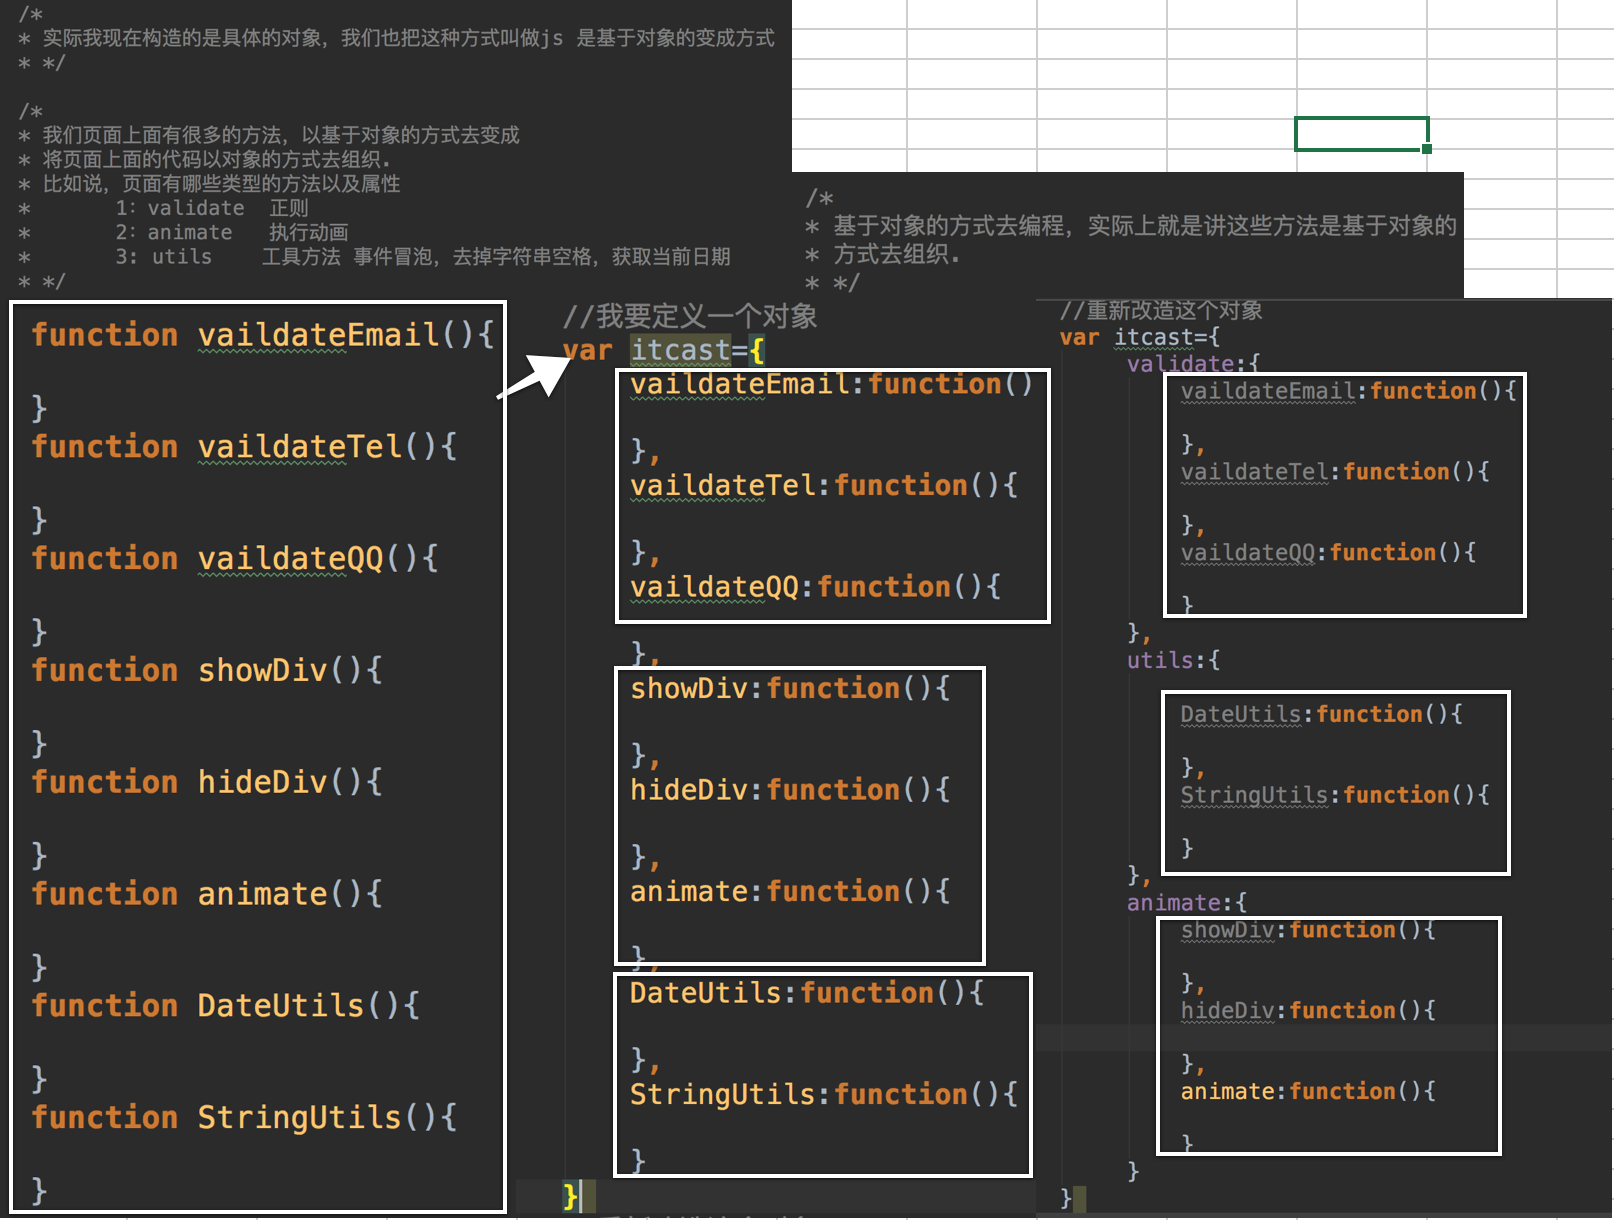 /*
* 实际我现在构造的是具体的对象，我们也把这种方式叫做js 是基于对象的变成方式
* */
/*
* 我们页面上面有很多的方法，以基于对象的方式去变成
* 将页面上面的代码以对象的方式去组织.
* 比如说，页面有哪些类型的方法以及属性
* 1: validate 正则
* 2: animate 执行动画
* 3: utils 工具方法 事件冒泡，去掉字符串空格，获取当前日期
* */
/*
* 基于对象的方式去编程，实际上就是讲这些方法是基于对象的
* 方式去组织.
* */
function vaildateEmail(){
}
function vaildateTel(){
}
function vaildateQQ(){
}
function showDiv(){
}
function hideDiv(){
}
function animate(){
}
function DateUtils(){
}
function StringUtils(){
}
//我要定义一个对象
var itcast={
vaildateEmail:function()
},
vaildateTel:function(){
},
vaildateQQ:function(){
},
showDiv:function(){
},
hideDiv:function(){
},
animate:function(){
},
DateUtils:function(){
},
StringUtils:function(){
}
}
//重新改造这个对象
var itcast={
validate:{
vaildateEmail:function(){
},
vaildateTel:function(){
},
vaildateQQ:function(){
}
},
utils:{
DateUtils:function(){
},
StringUtils:function(){
}
},
animate:{
showDiv:function(){
},
hideDiv:function(){
},
animate:function(){
}
}
}